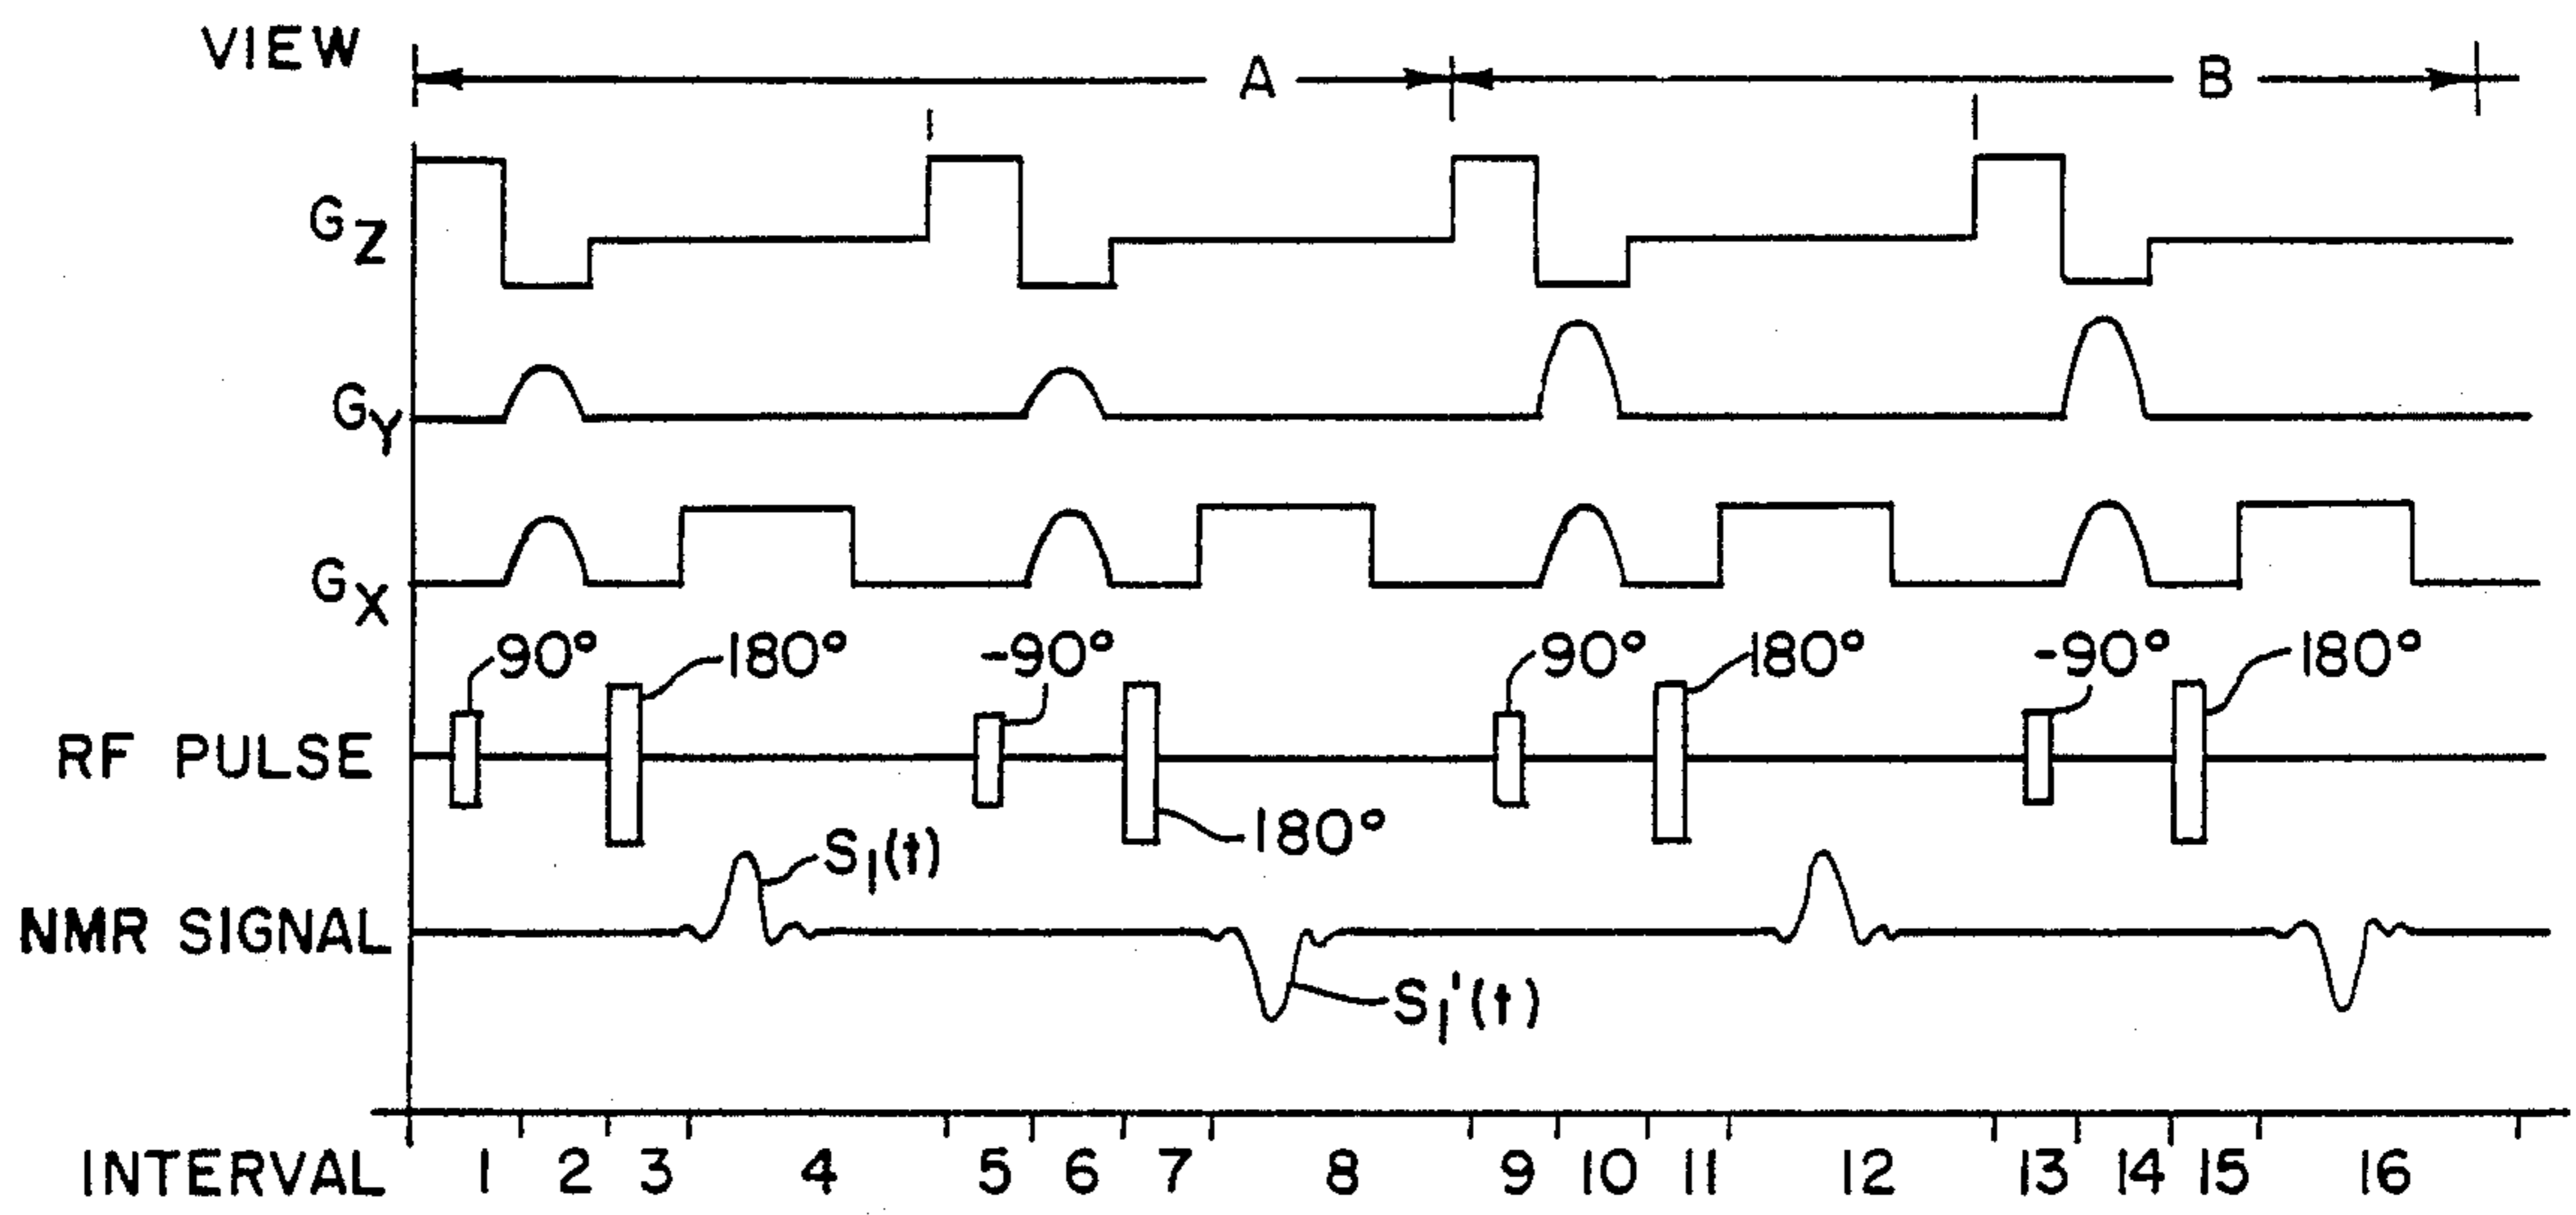 VIEW A B
GZ
GY
GX
90° 180° -90° 180° 90° 180° -90° 180°
RF PULSE
S1(t)
NMR SIGNAL
S1'(t)
INTERVAL 1 2 3 4 5 6 7 8 9 10 11 12 13 14 15 16